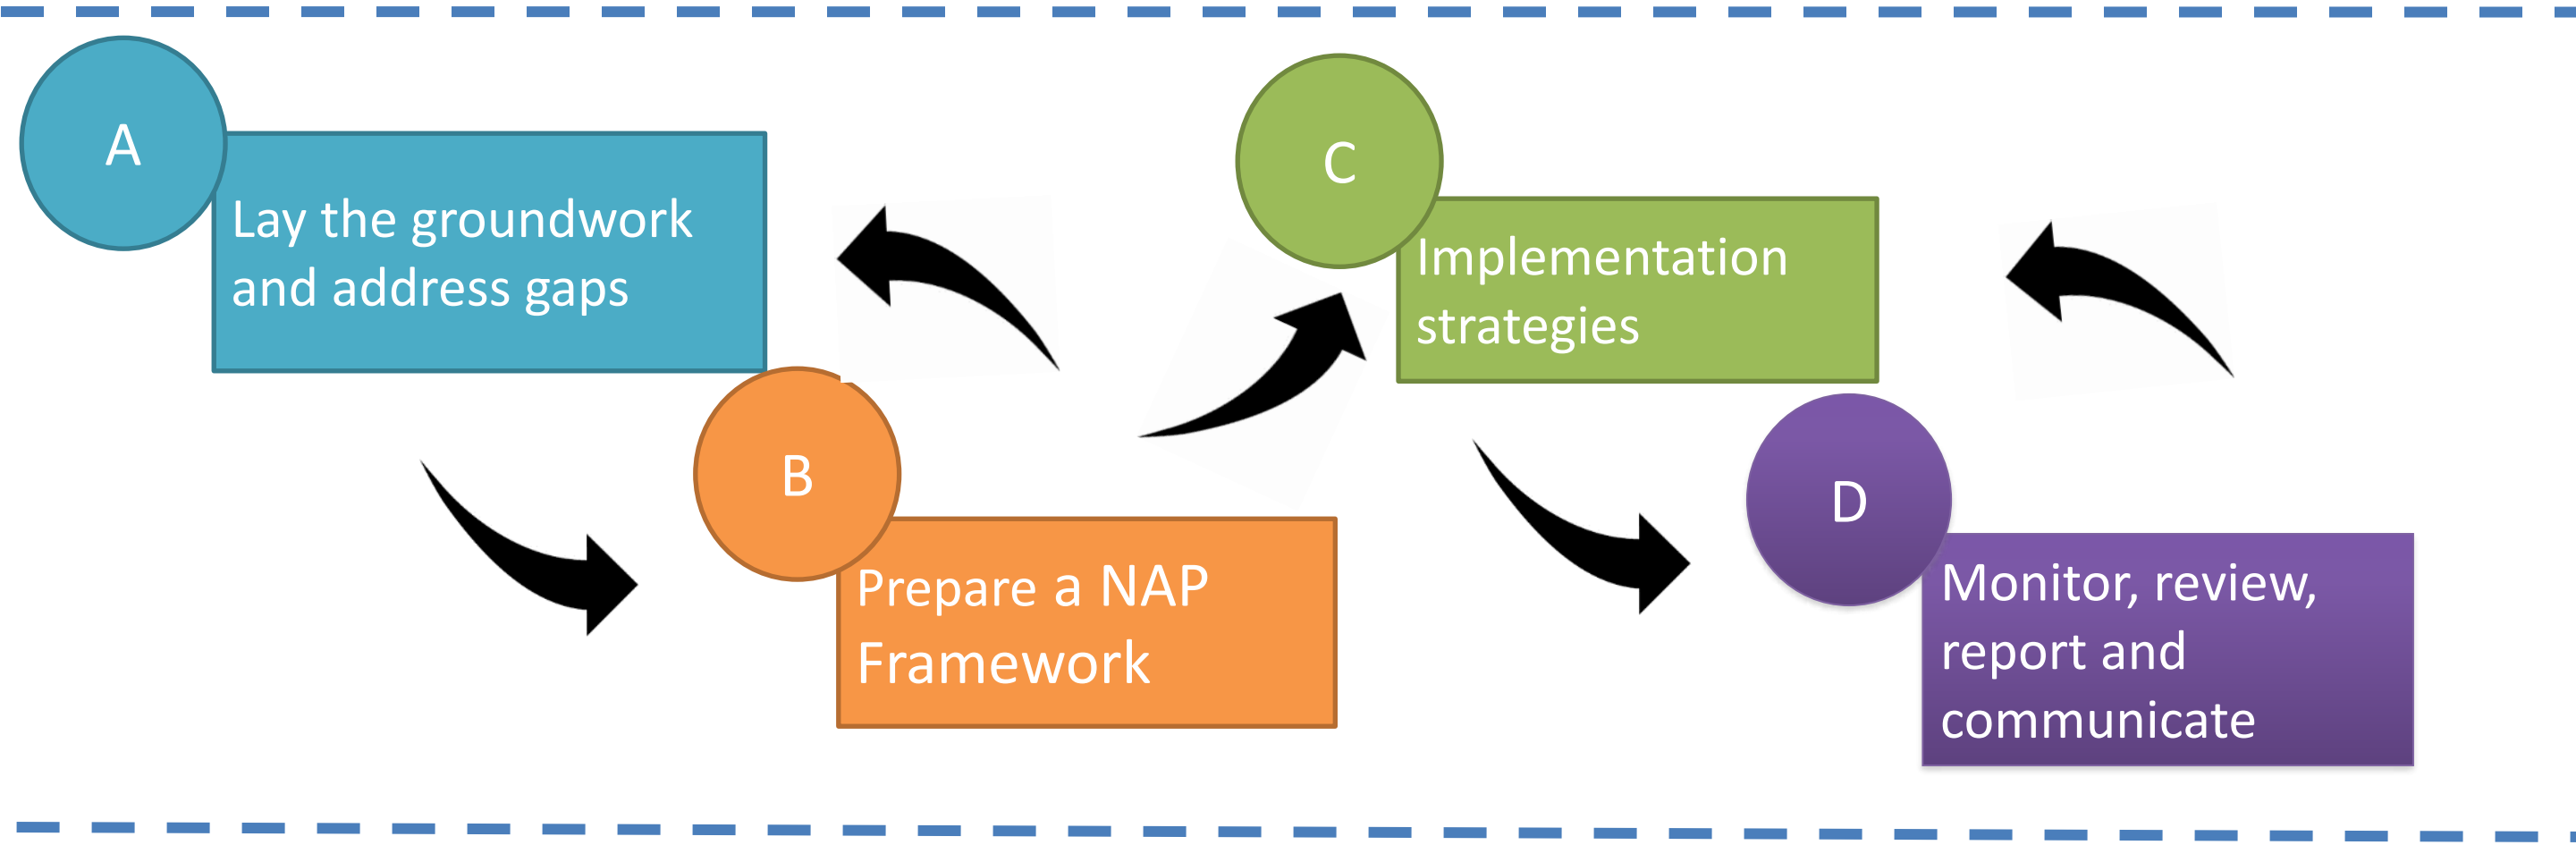 A
Lay the groundwork
and address gaps
B
Prepare a NAP
Framework
C
Implementation
strategies
D
Monitor, review,
report and
communicate